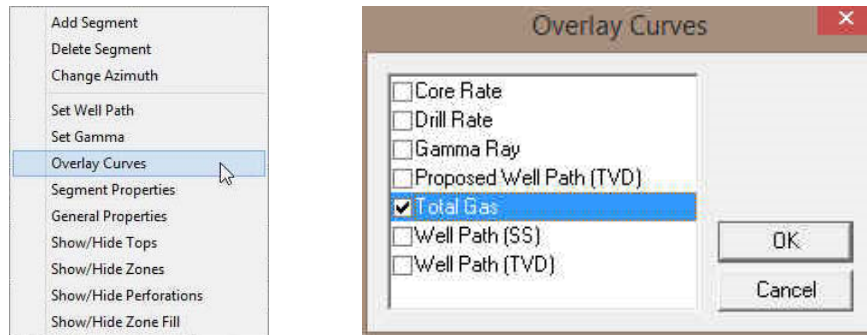 Add Segment
Delete Segment
Change Azimuth
Set Well Path
Set Gamma
Overlay Curves
Segment Properties
General Properties
Show/Hide Tops
Show/Hide Zones
Show/Hide Perforations
Show/Hide Zone Fill
Overlay Curves
Core Rate
Drill Rate
Gamma Ray
Proposed Well Path (TVD)
Total Gas
Well Path (SS)
Well Path (TVD)
OK
Cancel